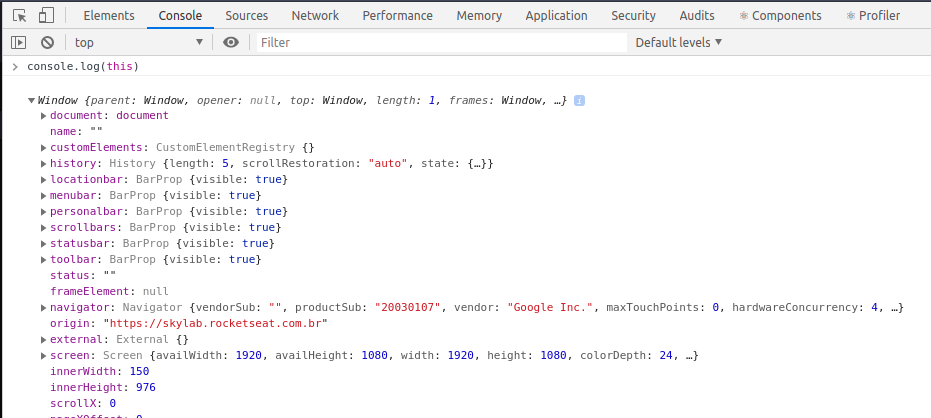 Elements Console Sources Network Performance Memory Application Security Audits Components Profiler
top Filter Default levels
console.log(this)
Window {parent: Window, opener: null, top: Window, length: 1, frames: Window, …} i
document: document
name: ""
customElements: CustomElementRegistry {}
history: History {length: 5, scrollRestoration: "auto", state: {…}}
locationbar: BarProp {visible: true}
menubar: BarProp {visible: true}
personalbar: BarProp {visible: true}
scrollbars: BarProp {visible: true}
statusbar: BarProp {visible: true}
toolbar: BarProp {visible: true}
status: ""
frameElement: null
navigator: Navigator {vendorSub: "", productSub: "20030107", vendor: "Google Inc.", maxTouchPoints: 0, hardwareConcurrency: 4, …}
origin: "https://skylab.rocketseat.com.br"
external: External {}
screen: Screen {availWidth: 1920, availHeight: 1080, width: 1920, height: 1080, colorDepth: 24, …}
innerWidth: 150
innerHeight: 976
scrollX: 0
pageXOffset: 0